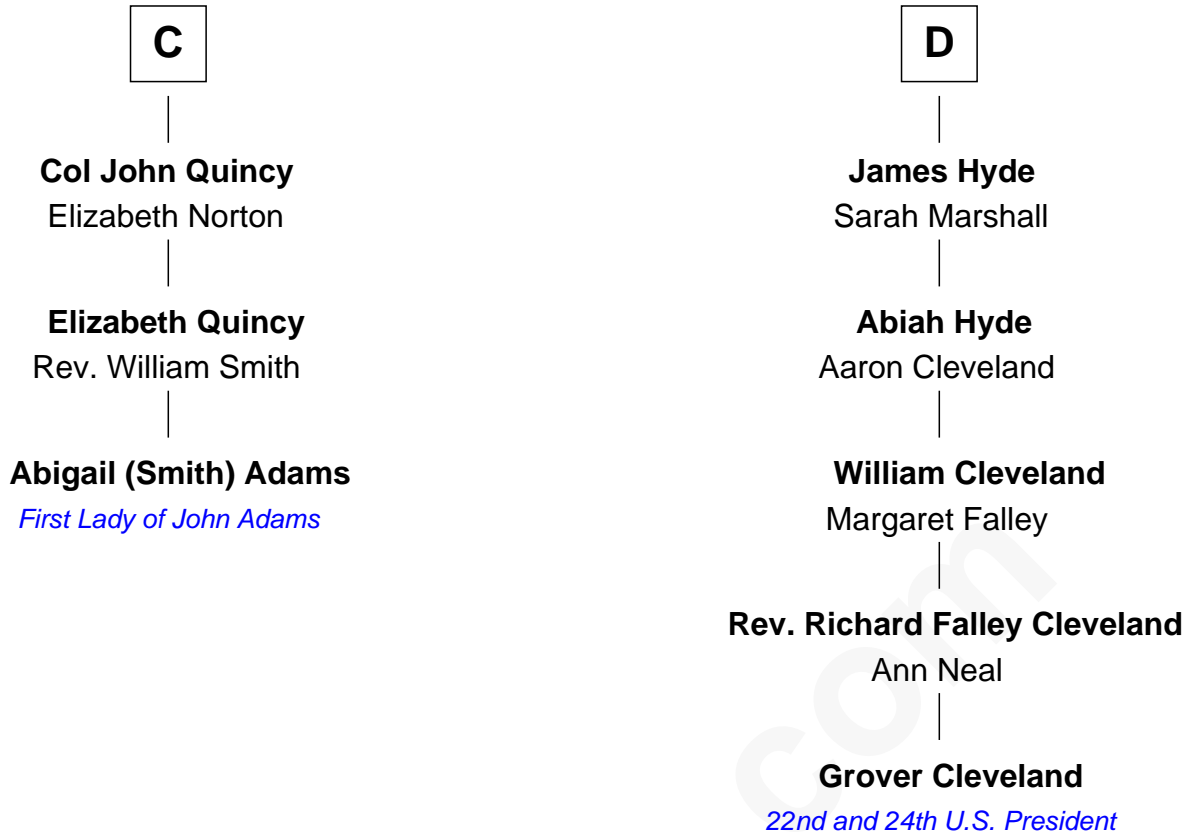 C
Col John Quincy
Elizabeth Norton
Elizabeth Quincy
Rev. William Smith
Abigail (Smith) Adams
First Lady of John Adams
D
James Hyde
Sarah Marshall
Abiah Hyde
Aaron Cleveland
William Cleveland
Margaret Falley
Rev. Richard Falley Cleveland
Ann Neal
Grover Cleveland
22nd and 24th U.S. President
com